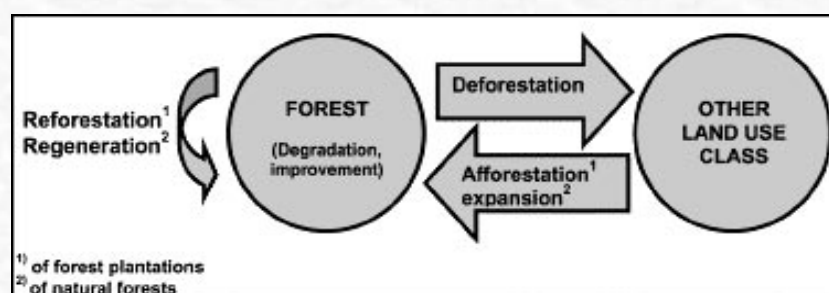 Reforestation¹
Regeneration²
FOREST
(Degradation,
improvement)
Deforestation
Afforestation¹
expansion²
OTHER
LAND USE
CLASS
¹⁾ of forest plantations
²⁾ of natural forests